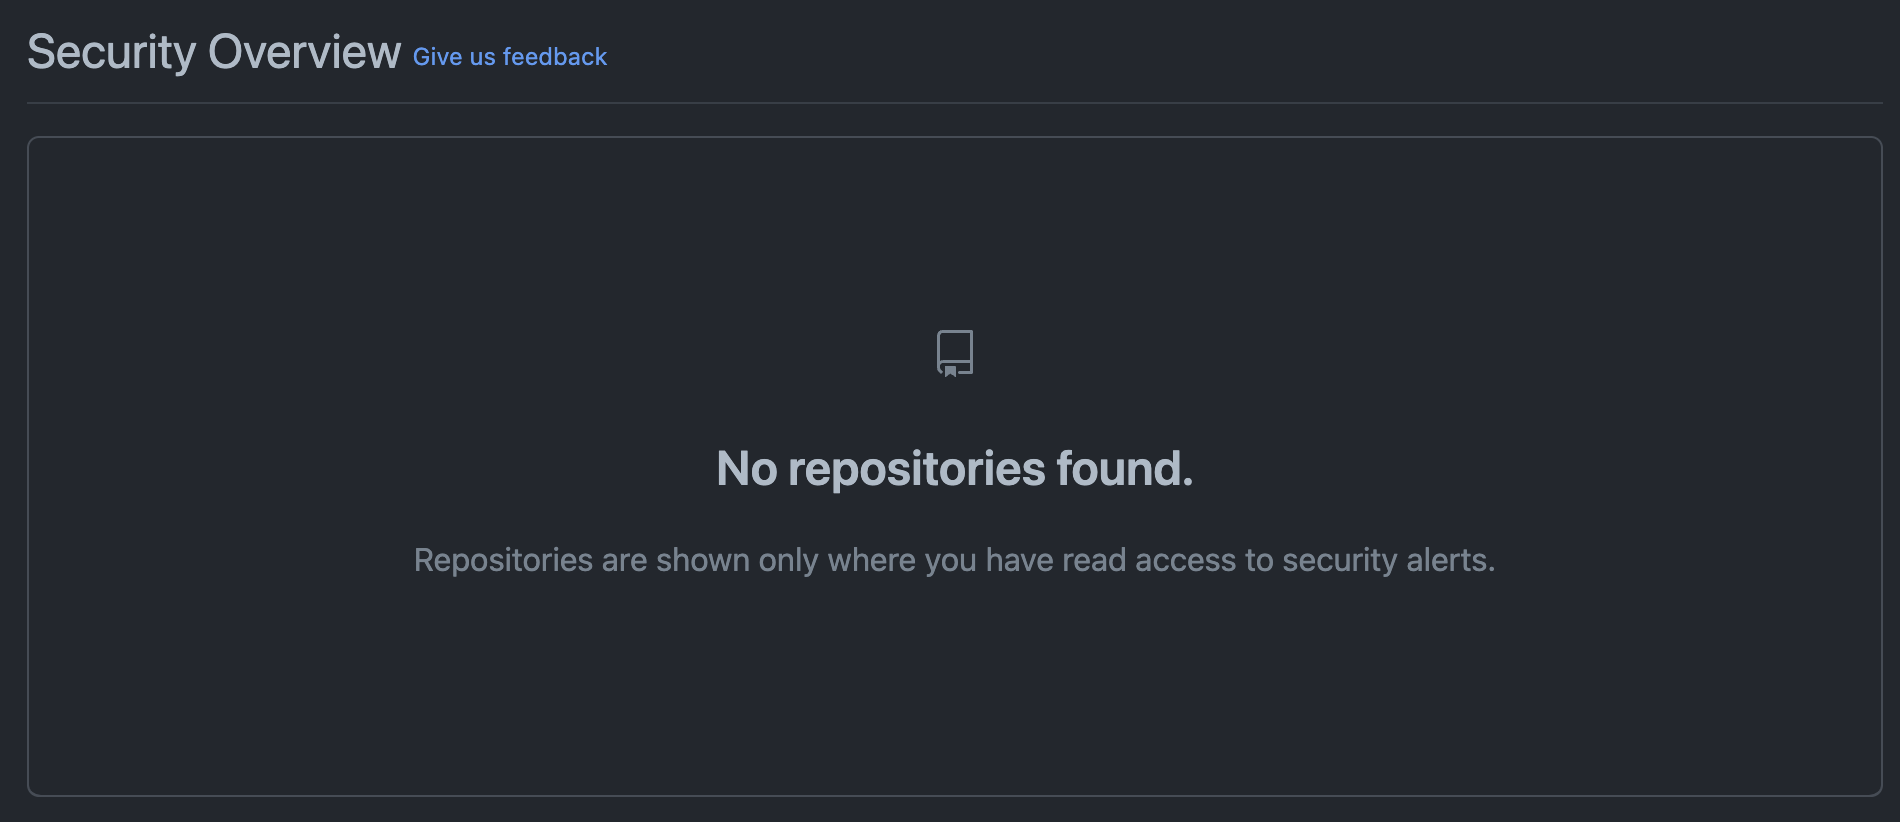 Security Overview Give us feedback
No repositories found.
Repositories are shown only where you have read access to security alerts.